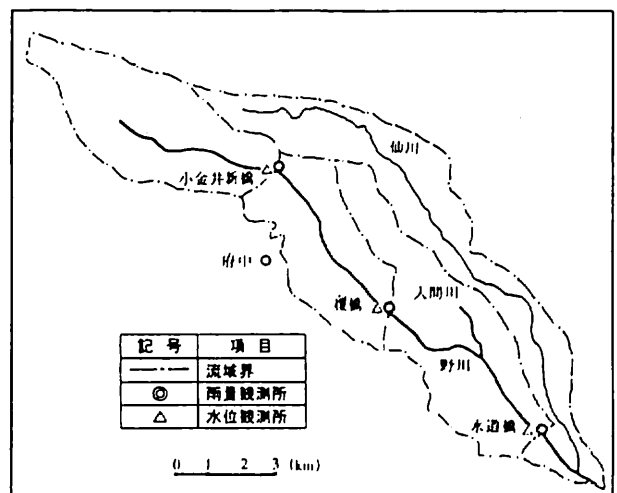 仙川
小金井新橋
府中
入間川
榎橋
野川
水道橋
記号 項目
流域界
雨量観測所
水位観測所
0 1 2 3 (km)